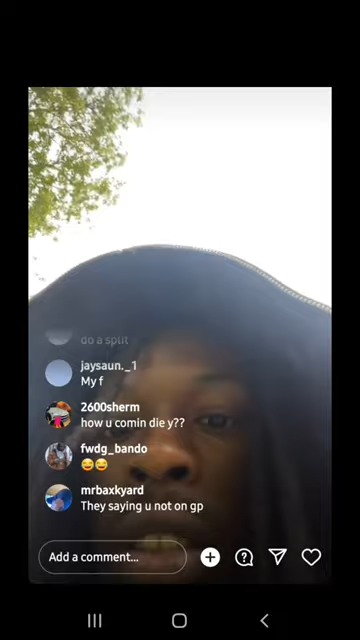 do a split
jaysaun._1
My f
2600sherm
how u comin die y??
fwdg_bando
😂😂
mrbaxkyard
They saying u not on gp
Add a comment...